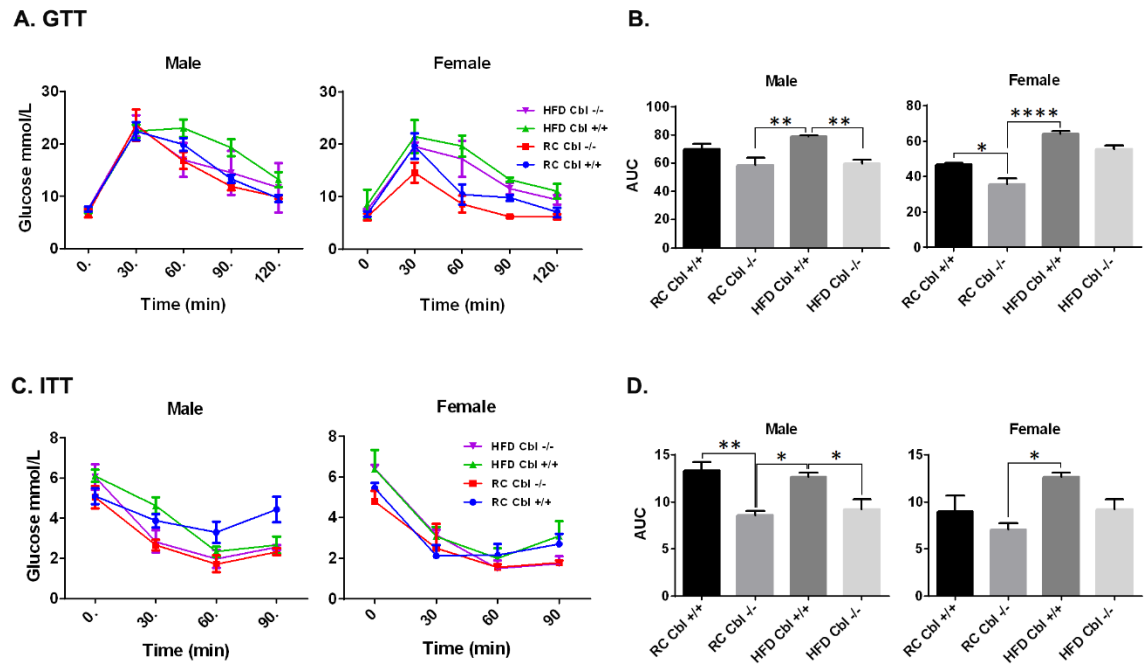 A. GTT
Male
Glucose mmol/L
30
20
10
0
0.
30.
60.
90.
120.
Time (min)
Female
30
20
10
0
0
30
60
90
120.
Time (min)
HFD Cbl -/-
HFD Cbl +/+
RC Cbl -/-
RC Cbl +/+
B.
Male
AUC
100
80
60
40
20
0
** **
RC Cbl +/+
RC Cbl -/-
HFD Cbl +/+
HFD Cbl -/-
Female
80
60
40
20
0
****
*
RC Cbl +/+
RC Cbl -/-
HFD Cbl +/+
HFD Cbl -/-
C. ITT
Male
Glucose mmol/L
8
6
4
2
0
0.
30.
60.
90.
Time (min)
Female
8
6
4
2
0
0
30.
60.
90.
Time (min)
HFD Cbl -/-
HFD Cbl +/+
RC Cbl -/-
RC Cbl +/+
D.
Male
AUC
15
10
5
0
** * *
RC Cbl +/+
RC Cbl -/-
HFD Cbl +/+
HFD Cbl -/-
Female
15
10
5
0
*
RC Cbl +/+
RC Cbl -/-
HFD Cbl +/+
HFD Cbl -/-